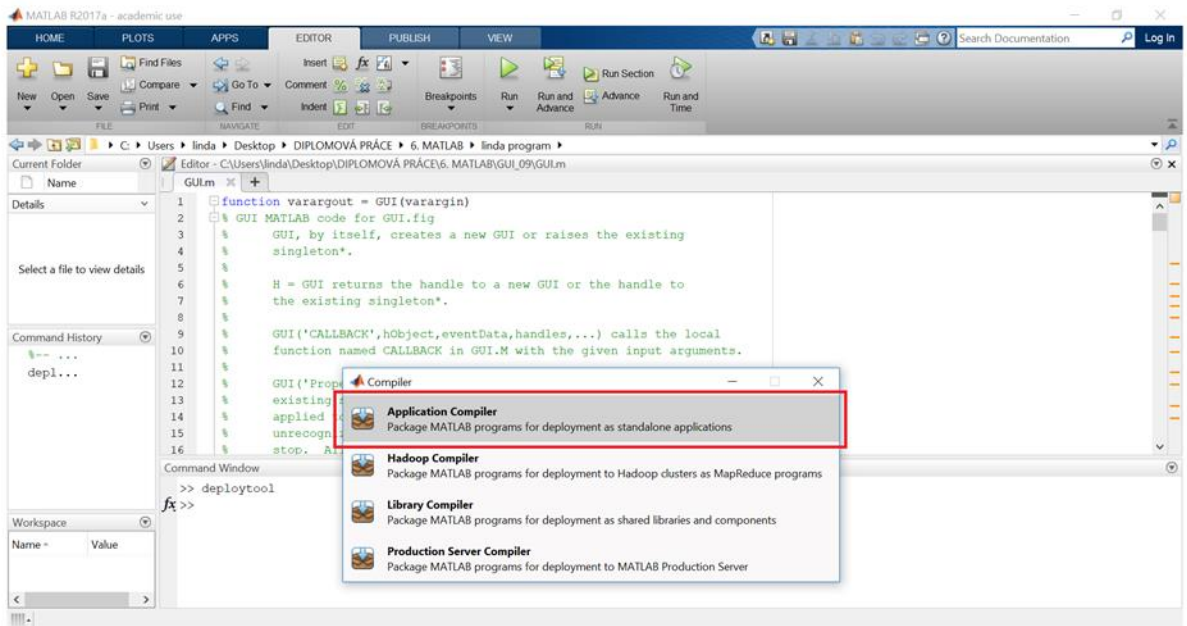 MATLAB R2017a - academic use
HOME PLOTS APPS EDITOR PUBLISH VIEW Search Documentation Log In
New Open Save Find Files Compare Print
Go To Find
Insert fx Comment Indent
Breakpoints
Run Run and Advance Run Section Advance Run and Time
FILE NAVIGATE EDIT BREAKPOINTS RUN
C: Users linda Desktop DIPLOMOVÁ PRÁCE 6. MATLAB linda program
Current Folder
Name
Details
Select a file to view details
Command History
%-- ...
depl...
Workspace
Name Value
Editor - C:\Users\linda\Desktop\DIPLOMOVÁ PRÁCE\6. MATLAB\GUI_09\GUI.m
GUI.m
1 function varargout = GUI(varargin)
2 % GUI MATLAB code for GUI.fig
3 % GUI, by itself, creates a new GUI or raises the existing
4 % singleton*.
5 %
6 % H = GUI returns the handle to a new GUI or the handle to
7 % the existing singleton*.
8 %
9 % GUI('CALLBACK',hObject,eventData,handles,...) calls the local
10 % function named CALLBACK in GUI.M with the given input arguments.
11 %
12 % GUI('Prope
13 % existing
14 % applied
15 % unrecogni
16 % stop. Al
Command Window
>> deploytool
fx >>
Compiler
Application Compiler
Package MATLAB programs for deployment as standalone applications
Hadoop Compiler
Package MATLAB programs for deployment to Hadoop clusters as MapReduce programs
Library Compiler
Package MATLAB programs for deployment as shared libraries and components
Production Server Compiler
Package MATLAB programs for deployment to MATLAB Production Server